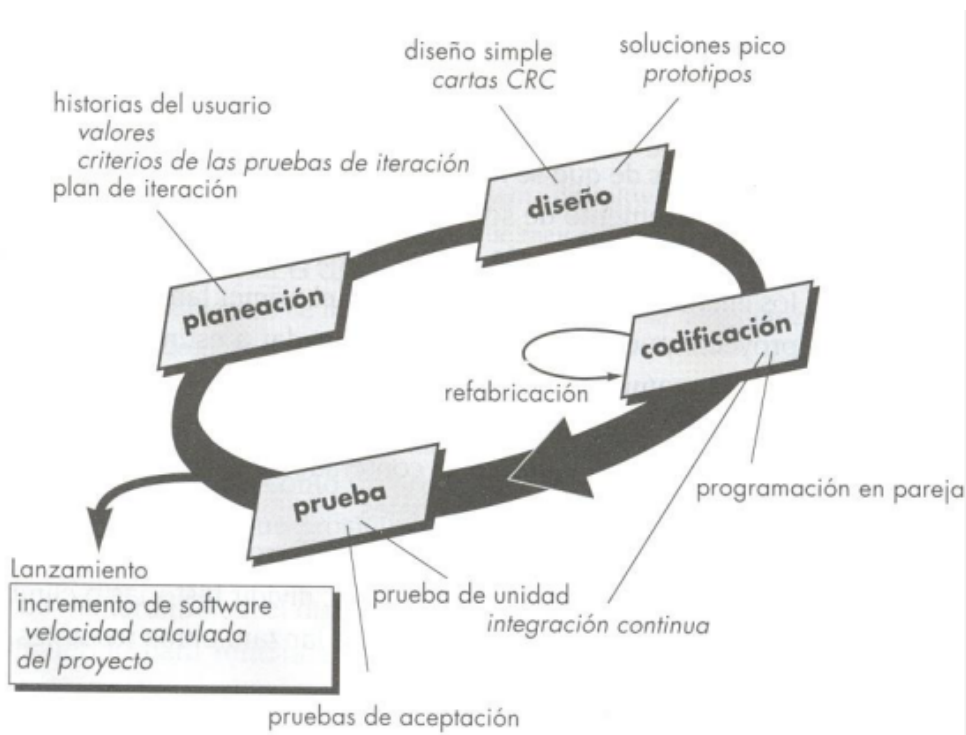 diseño simple
cartas CRC
soluciones pico
prototipos
historias del usuario
valores
criterios de las pruebas de iteración
plan de iteración
diseño
planeación
codificación
refabricación
prueba
programación en pareja
Lanzamiento
incremento de software
velocidad calculada
del proyecto
prueba de unidad
integración continua
pruebas de aceptación